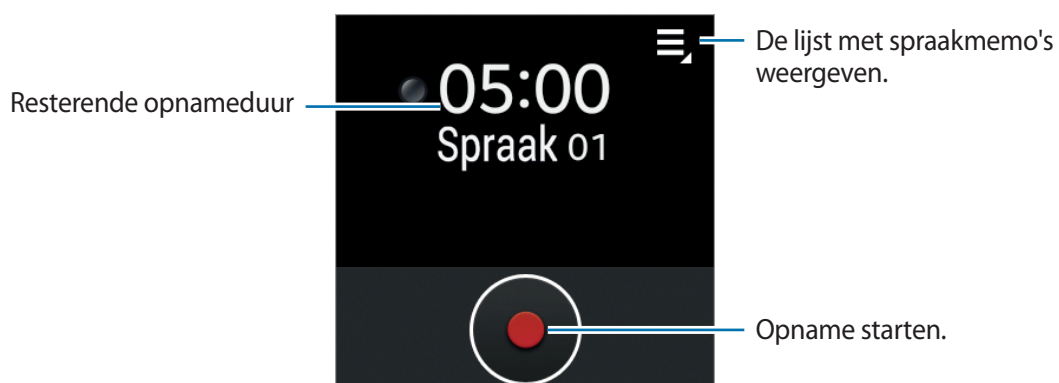 De lijst met spraakmemo's
weergeven.
Resterende opnameduur
05:00
Spraak 01
Opname starten.